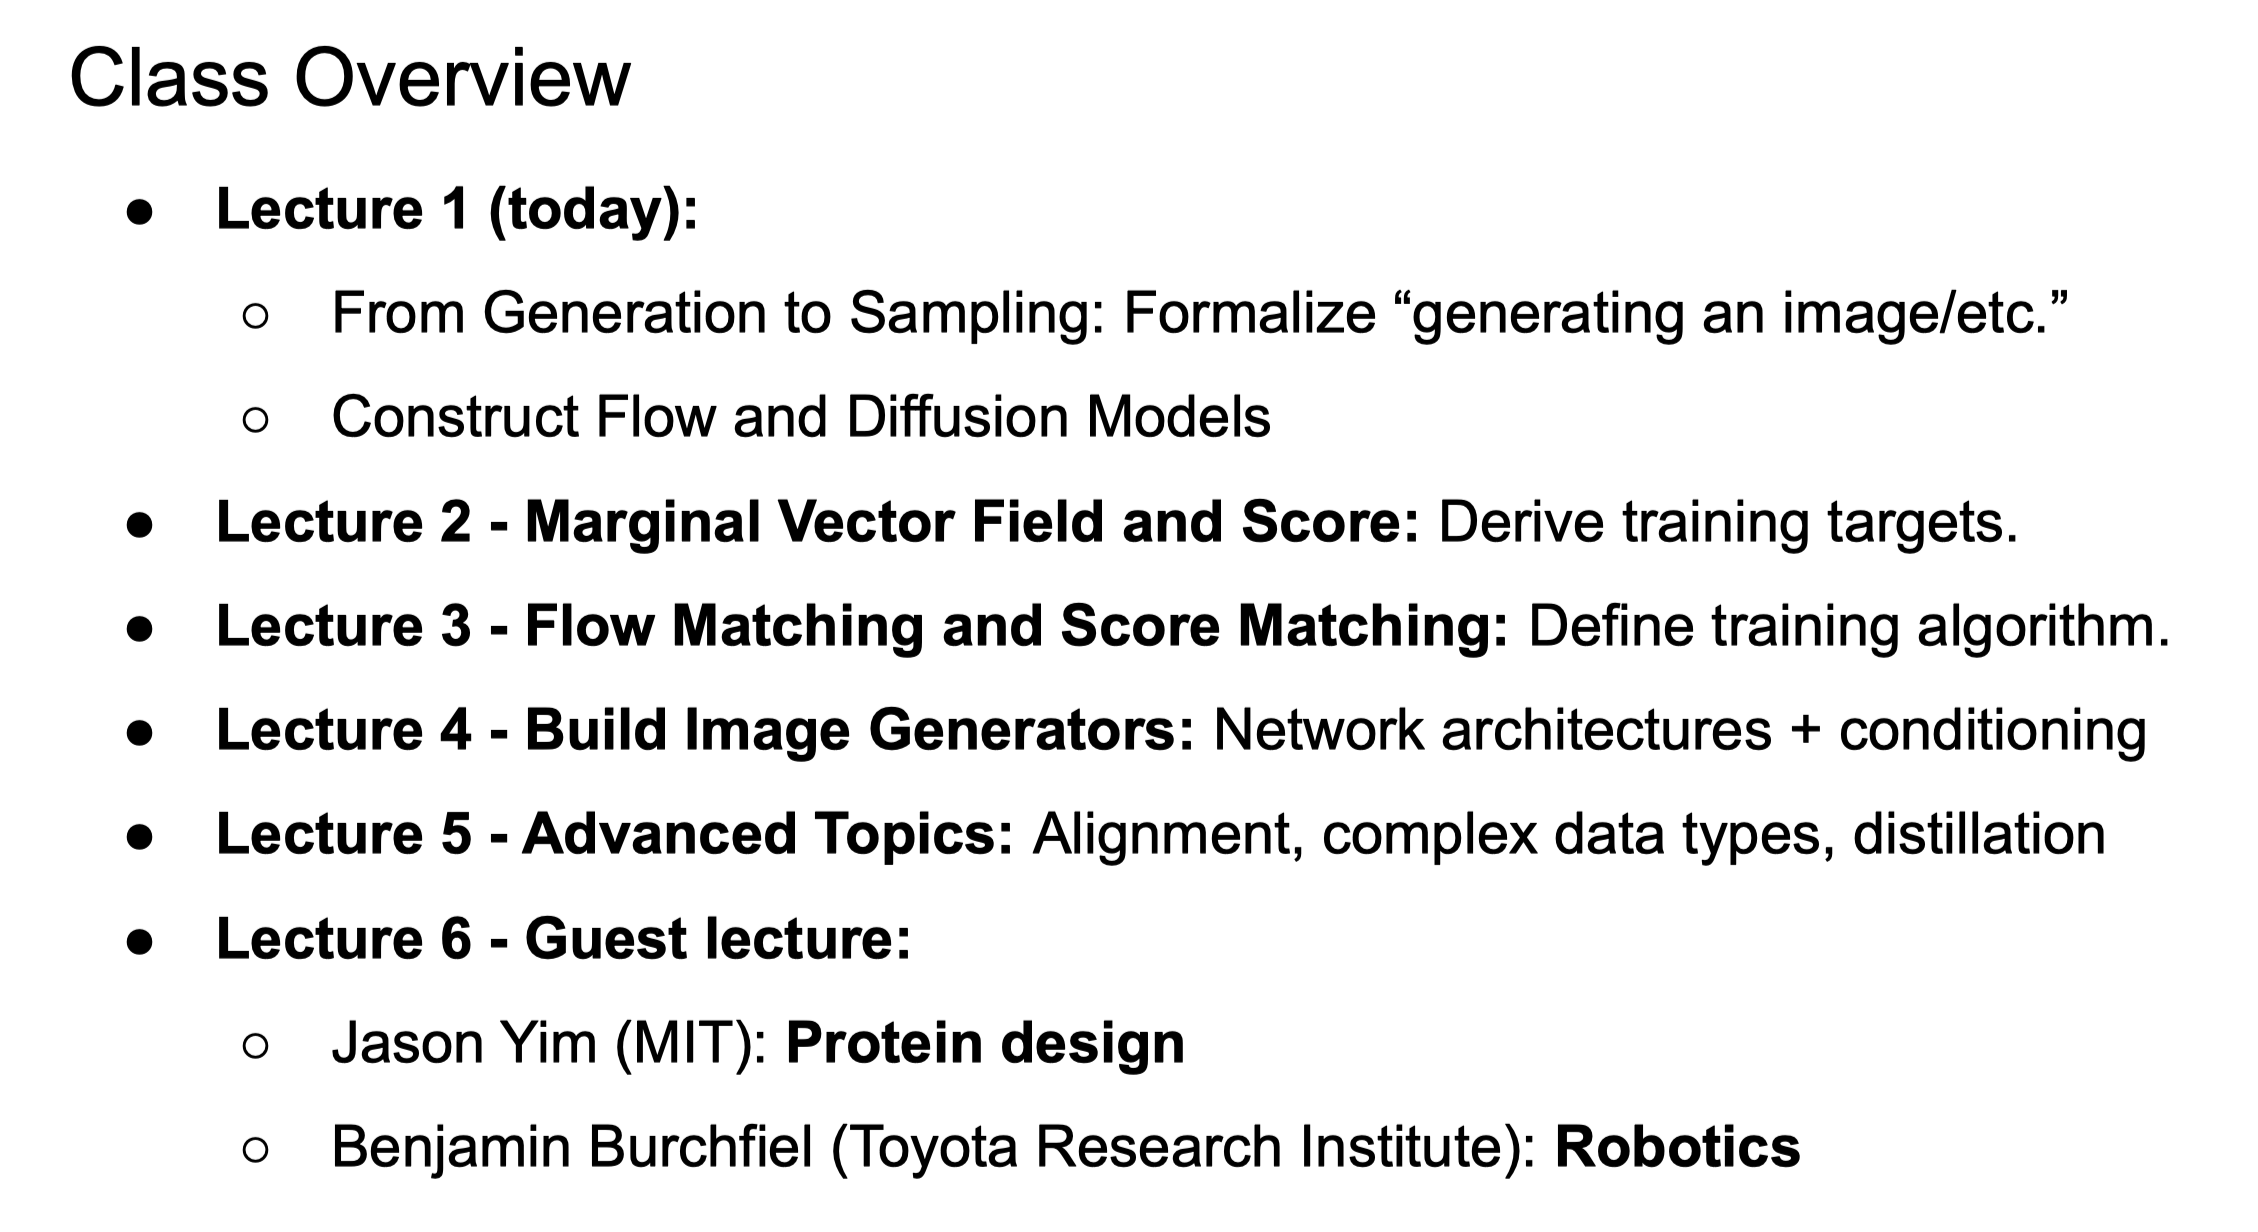 Class Overview
● Lecture 1 (today):
○ From Generation to Sampling: Formalize “generating an image/etc.”
○ Construct Flow and Diffusion Models
● Lecture 2 - Marginal Vector Field and Score: Derive training targets.
● Lecture 3 - Flow Matching and Score Matching: Define training algorithm.
● Lecture 4 - Build Image Generators: Network architectures + conditioning
● Lecture 5 - Advanced Topics: Alignment, complex data types, distillation
● Lecture 6 - Guest lecture:
○ Jason Yim (MIT): Protein design
○ Benjamin Burchfiel (Toyota Research Institute): Robotics